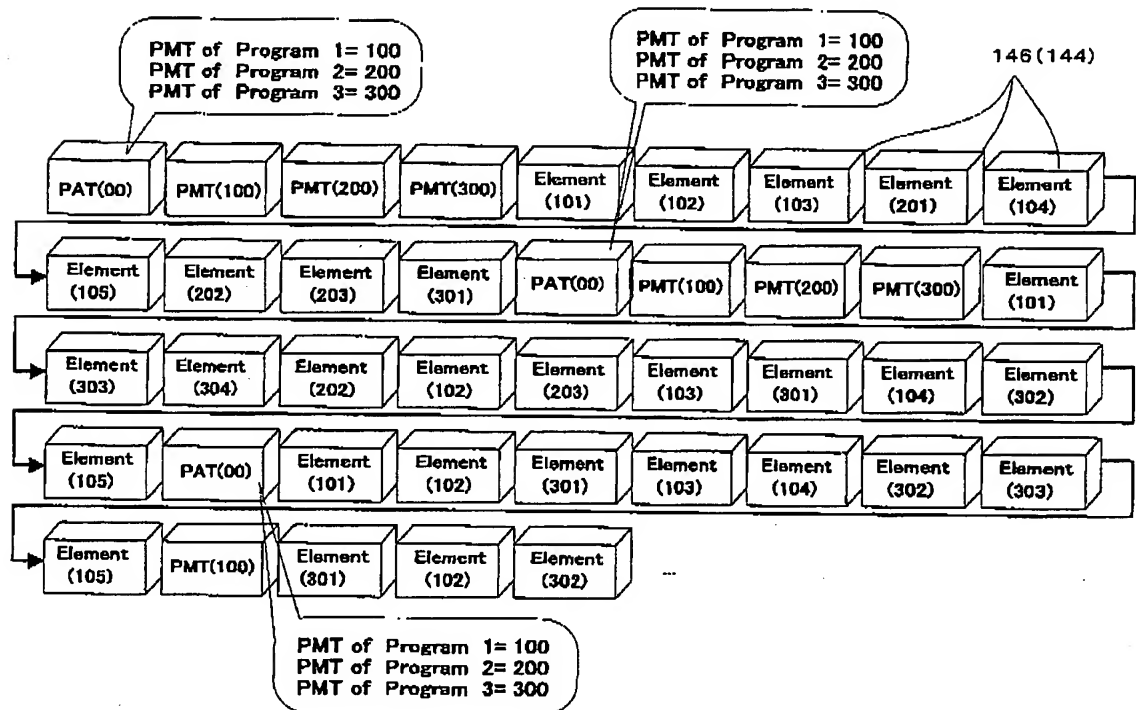 PMT of Program 1= 100
PMT of Program 2= 200
PMT of Program 3= 300
PMT of Program 1= 100
PMT of Program 2= 200
PMT of Program 3= 300
146(144)
PAT(00)
PMT(100)
PMT(200)
PMT(300)
Element
(101)
Element
(102)
Element
(103)
Element
(201)
Element
(104)
Element
(105)
Element
(202)
Element
(203)
Element
(301)
PAT(00)
PMT(100)
PMT(200)
PMT(300)
Element
(101)
Element
(303)
Element
(304)
Element
(202)
Element
(102)
Element
(203)
Element
(103)
Element
(301)
Element
(104)
Element
(302)
Element
(105)
PAT(00)
Element
(101)
Element
(102)
Element
(301)
Element
(103)
Element
(104)
Element
(302)
Element
(303)
Element
(105)
PMT(100)
Element
(301)
Element
(102)
Element
(302)
...
PMT of Program 1= 100
PMT of Program 2= 200
PMT of Program 3= 300